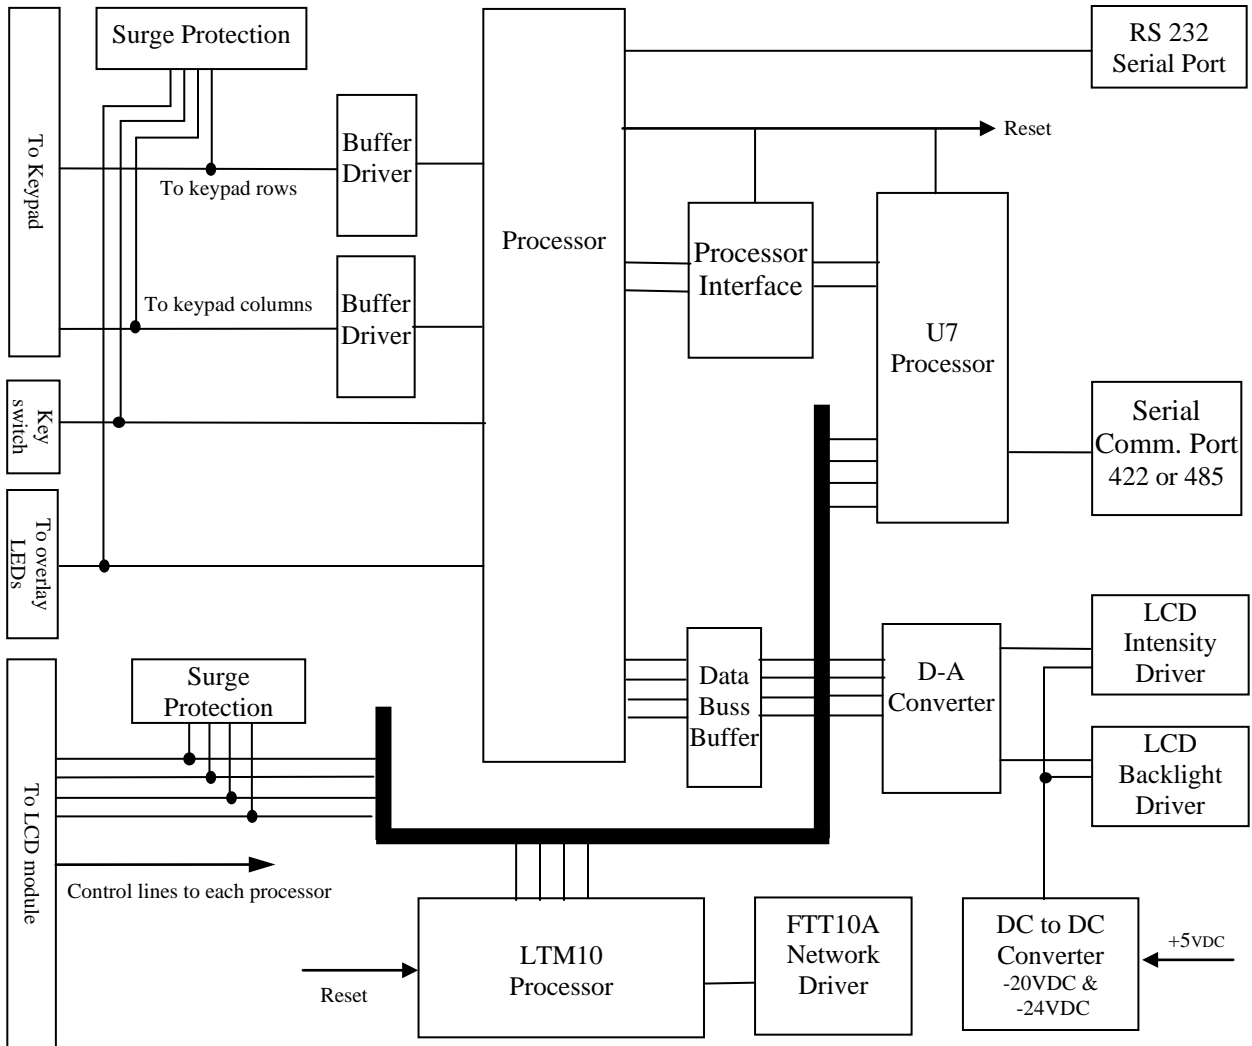 Surge Protection
RS 232
Serial Port
To Keypad
Buffer
Driver
To keypad rows
Reset
Processor
Processor
Interface
To keypad columns
Buffer
Driver
U7
Processor
Key
switch
Serial
Comm. Port
422 or 485
To overlay
LEDs
LCD
Intensity
Driver
Surge
Protection
Data
Buss
Buffer
D-A
Converter
LCD
Backlight
Driver
To LCD module
Control lines to each processor
LTM10
Processor
Reset
FTT10A
Network
Driver
DC to DC
Converter
-20VDC &
-24VDC
+5VDC